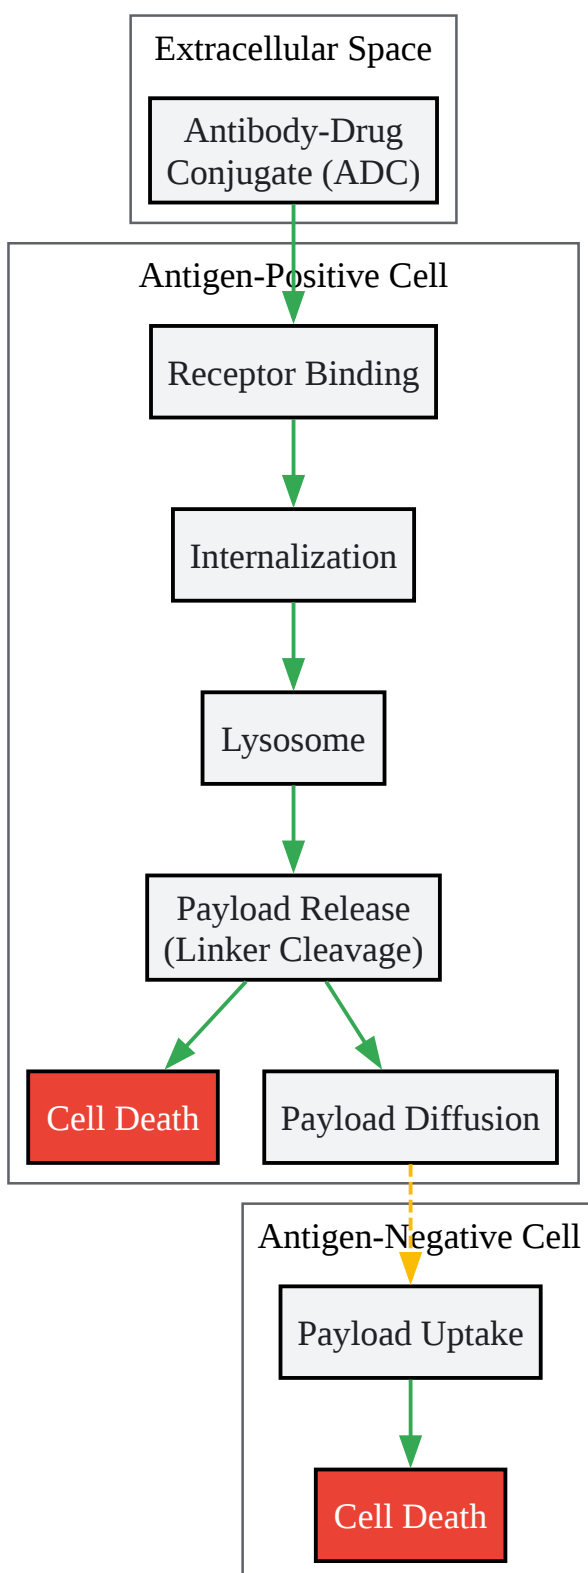 Extracellular Space
Antibody-Drug
Conjugate (ADC)
Antigen-Positive Cell
Receptor Binding
Internalization
Lysosome
Payload Release
(Linker Cleavage)
Cell Death
Payload Diffusion
Antigen-Negative Cell
Payload Uptake
Cell Death